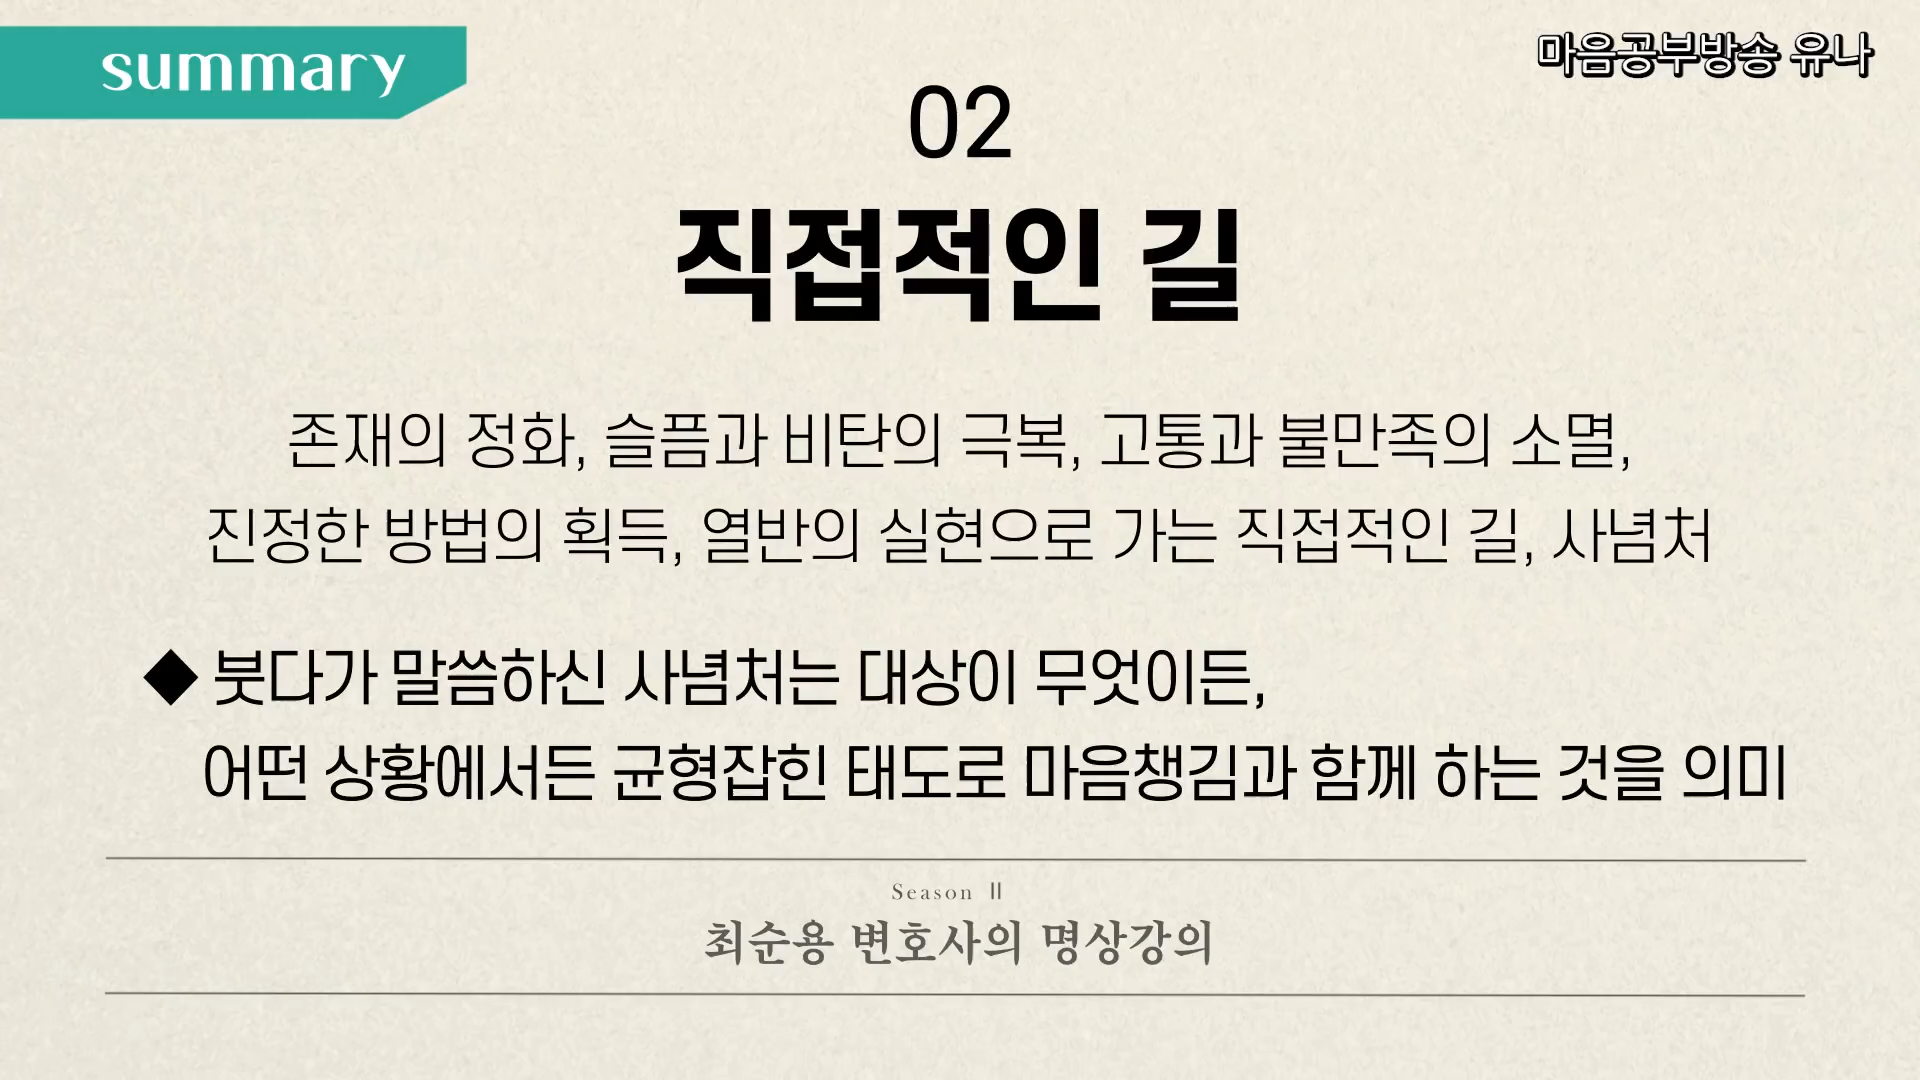 summary
마음공부방송 유나
02
직접적인 길
존재의 정화, 슬픔과 비탄의 극복, 고통과 불만족의 소멸,
진정한 방법의 획득, 열반의 실현으로 가는 직접적인 길, 사념처
◆ 붓다가 말씀하신 사념처는 대상이 무엇이든,
어떤 상황에서든 균형잡힌 태도로 마음챙김과 함께 하는 것을 의미
Season II
최순용 변호사의 명상강의